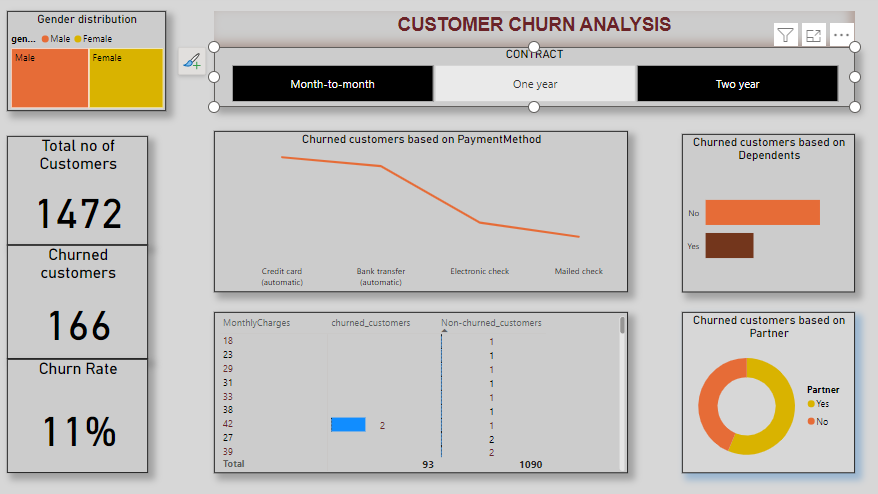 Gender distribution
gen... Male Female
Male Female
CUSTOMER CHURN ANALYSIS
CONTRACT
Month-to-month One year Two year
Total no of
Customers
1472
Churned
customers
166
Churn Rate
11%
Churned customers based on PaymentMethod
Credit card Bank transfer Electronic check Mailed check
(automatic) (automatic)
Churned customers based on
Dependents
No
Yes
MonthlyCharges churned_customers Non-churned_customers
18 1
23 1
29 1
31 1
33 1
38 1
42 2 1
27 2
39 2
Total 93 1090
Churned customers based on
Partner
Partner
Yes
No